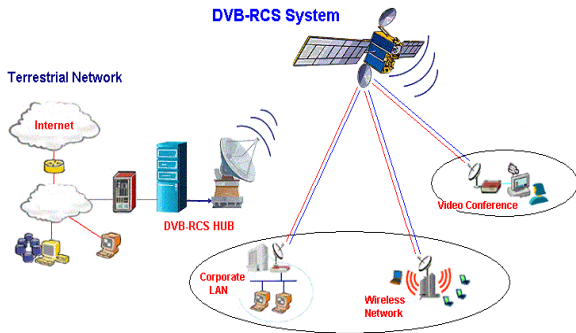 DVB-RCS System
Terrestrial Network
Internet
DVB-RCS HUB
Video Conference
Corporate
LAN
Wireless
Network